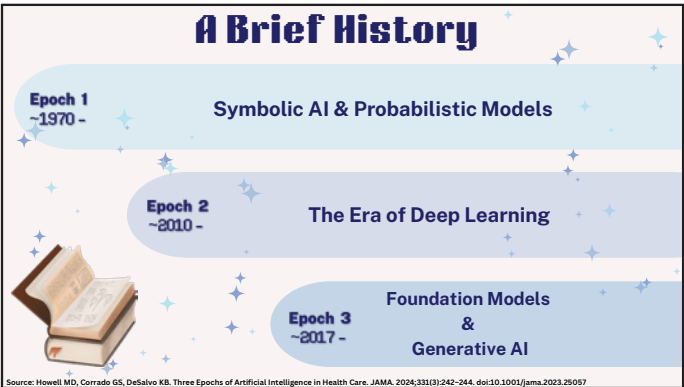 A Brief History
Epoch 1
~1970 -
Symbolic AI & Probabilistic Models
Epoch 2
~2010 -
The Era of Deep Learning
Epoch 3
~2017 -
Foundation Models
&
Generative AI
Source: Howell MD, Corrado GS, DeSalvo KB. Three Epochs of Artificial Intelligence in Health Care. JAMA. 2024;331(3):242–244. doi:10.1001/jama.2023.25057